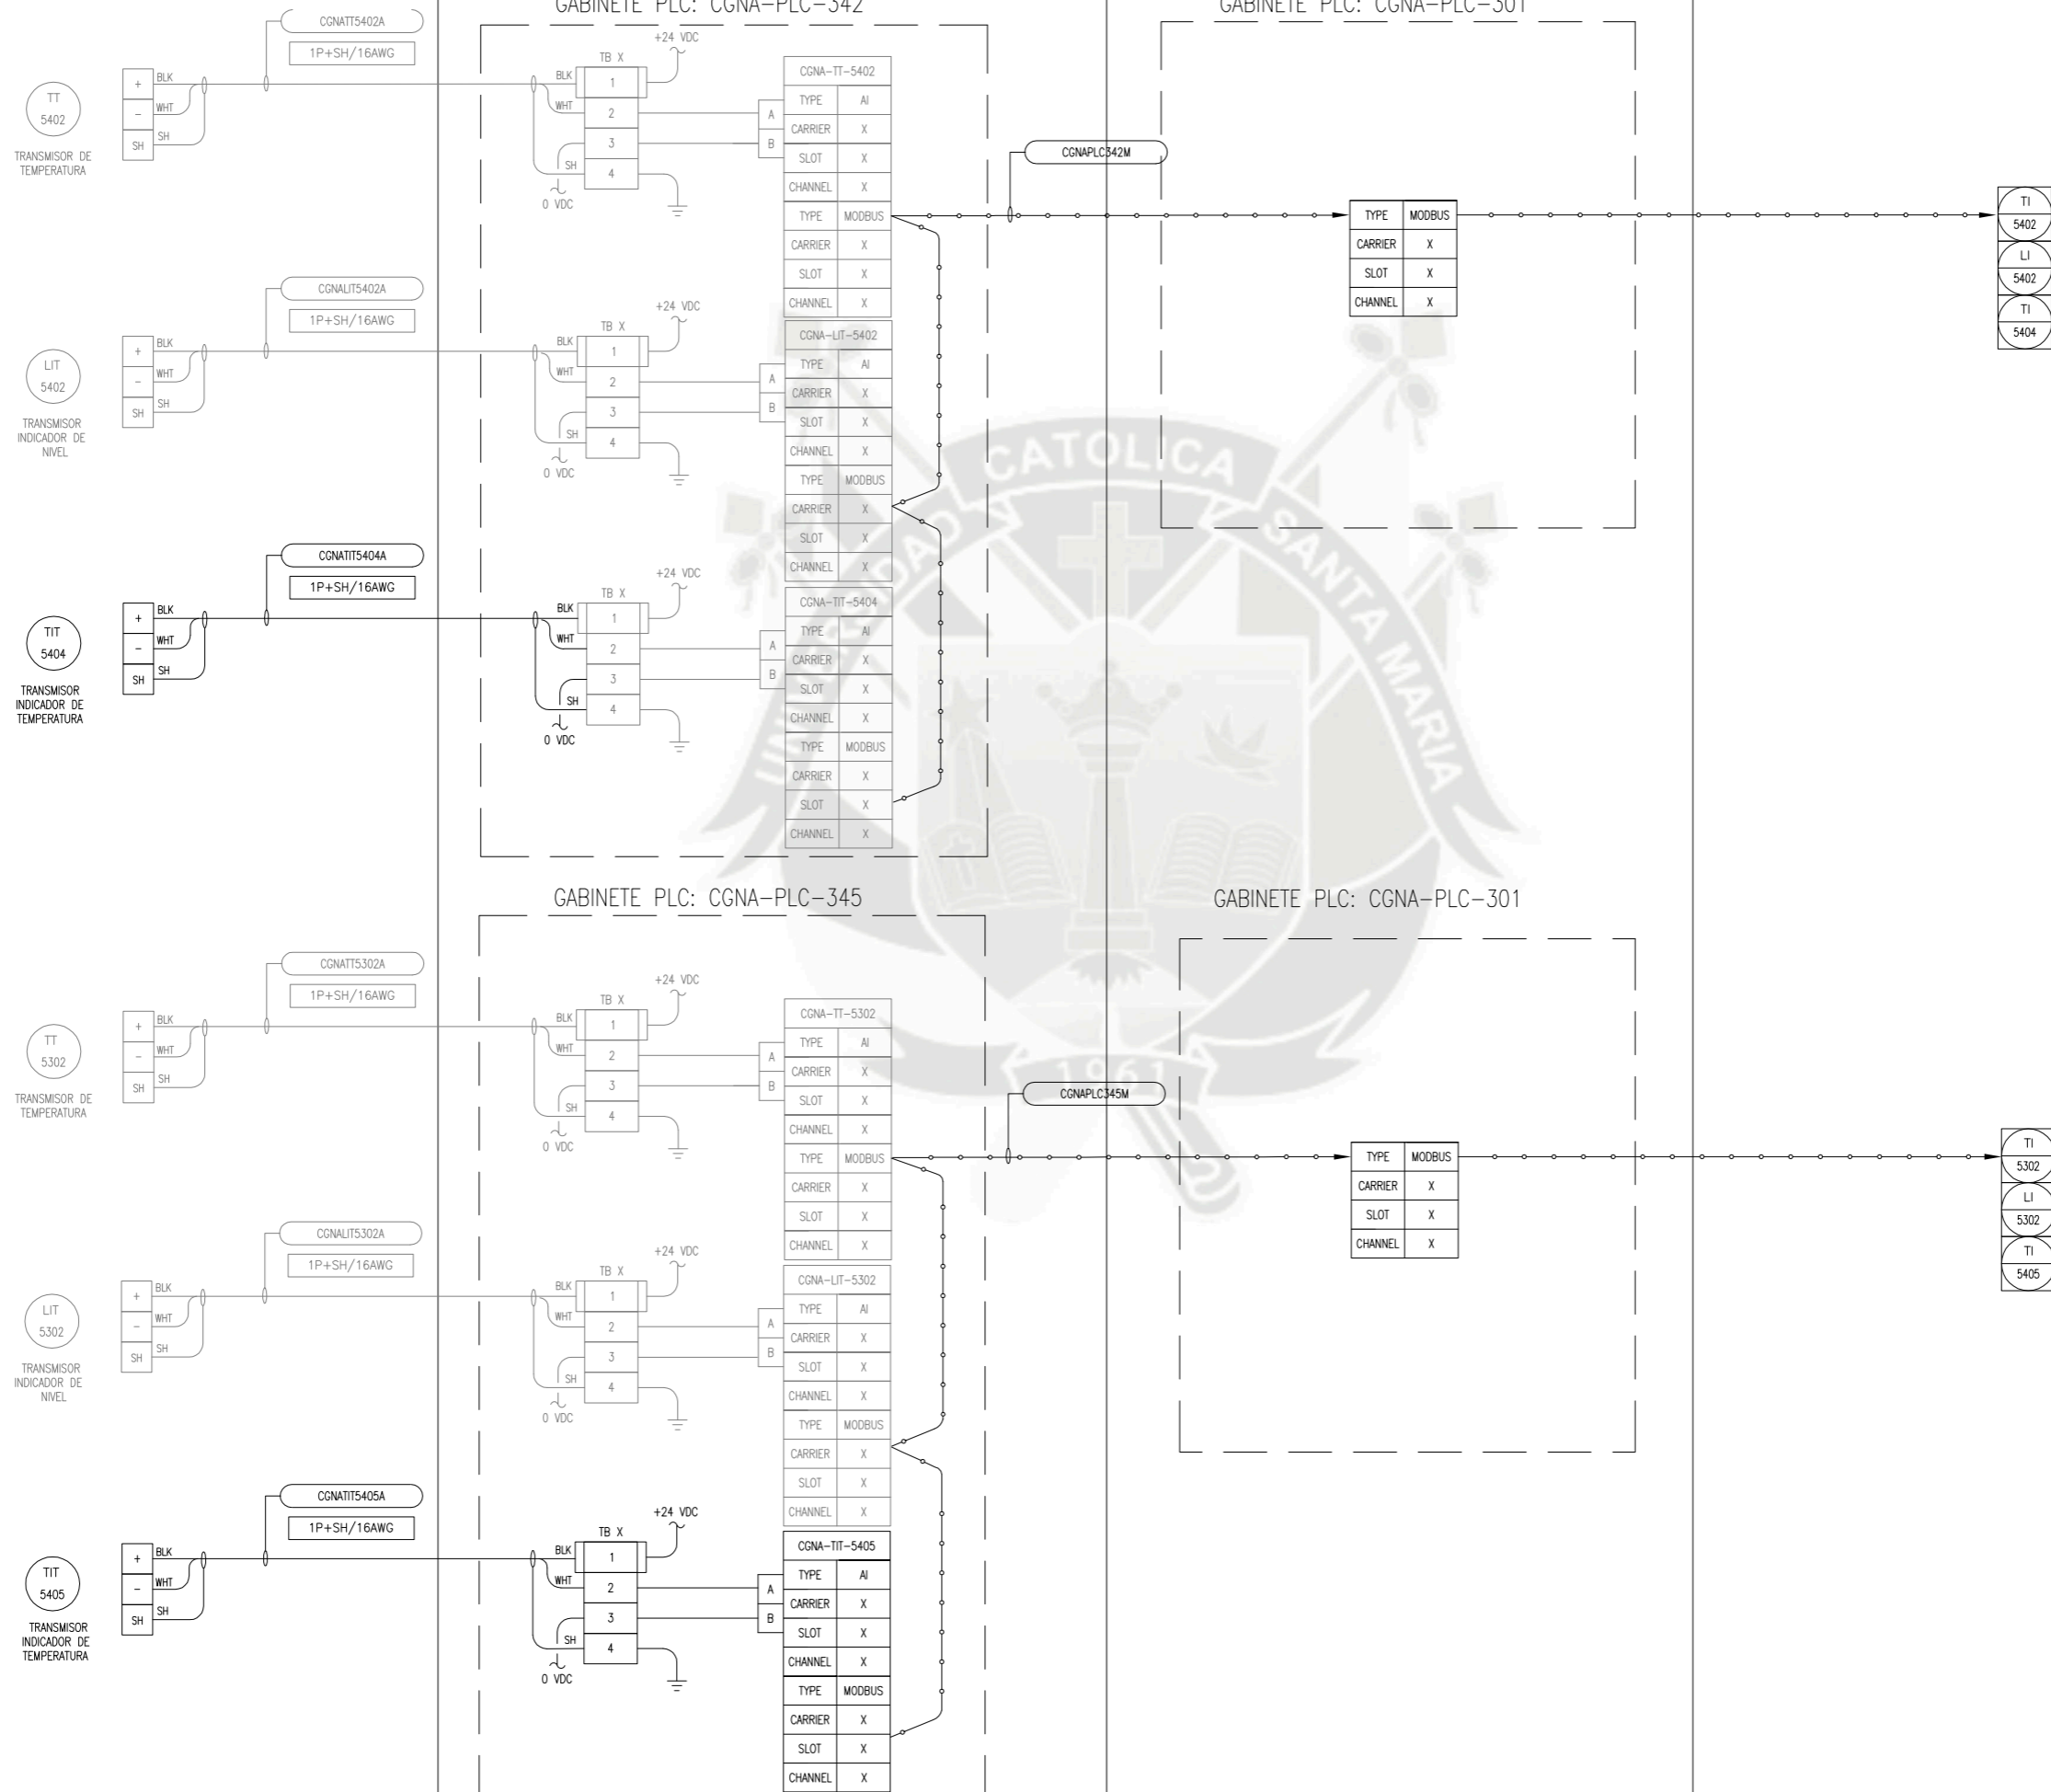 GABINETE PLC: CGNA-PLC-342
GABINETE PLC: CGNA-PLC-301
CGNATT5402A
1P+SH/16AWG
TT
5402
TRANSMISOR DE
TEMPERATURA
+
-
SH
BLK
WHT
SH
+24 VDC
TB X
BLK
WHT
SH
1
2
3
4
0 VDC
A
B
CGNA-TT-5402
TYPE AI
CARRIER X
SLOT X
CHANNEL X
TYPE MODBUS
CARRIER X
SLOT X
CHANNEL X
CGNAPLC342M
TYPE MODBUS
CARRIER X
SLOT X
CHANNEL X
TI
5402
LI
5402
TI
5404
CGNALIT5402A
1P+SH/16AWG
LIT
5402
TRANSMISOR
INDICADOR DE
NIVEL
+
-
SH
BLK
WHT
SH
+24 VDC
TB X
BLK
WHT
SH
1
2
3
4
0 VDC
A
B
CGNA-LIT-5402
TYPE AI
CARRIER X
SLOT X
CHANNEL X
TYPE MODBUS
CARRIER X
SLOT X
CHANNEL X
CGNATIT5404A
1P+SH/16AWG
TIT
5404
TRANSMISOR
INDICADOR DE
TEMPERATURA
+
-
SH
BLK
WHT
SH
+24 VDC
TB X
BLK
WHT
SH
1
2
3
4
0 VDC
A
B
CGNA-TIT-5404
TYPE AI
CARRIER X
SLOT X
CHANNEL X
TYPE MODBUS
CARRIER X
SLOT X
CHANNEL X
UNIVERSIDAD CATOLICA SANTA MARIA
1961
GABINETE PLC: CGNA-PLC-345
GABINETE PLC: CGNA-PLC-301
CGNATT5302A
1P+SH/16AWG
TT
5302
TRANSMISOR DE
TEMPERATURA
+
-
SH
BLK
WHT
SH
+24 VDC
TB X
BLK
WHT
SH
1
2
3
4
0 VDC
A
B
CGNA-TT-5302
TYPE AI
CARRIER X
SLOT X
CHANNEL X
TYPE MODBUS
CARRIER X
SLOT X
CHANNEL X
CGNAPLC345M
TYPE MODBUS
CARRIER X
SLOT X
CHANNEL X
TI
5302
LI
5302
TI
5405
CGNALIT5302A
1P+SH/16AWG
LIT
5302
TRANSMISOR
INDICADOR DE
NIVEL
+
-
SH
BLK
WHT
SH
+24 VDC
TB X
BLK
WHT
SH
1
2
3
4
0 VDC
A
B
CGNA-LIT-5302
TYPE AI
CARRIER X
SLOT X
CHANNEL X
TYPE MODBUS
CARRIER X
SLOT X
CHANNEL X
CGNATIT5405A
1P+SH/16AWG
TIT
5405
TRANSMISOR
INDICADOR DE
TEMPERATURA
+
-
SH
BLK
WHT
SH
+24 VDC
TB X
BLK
WHT
SH
1
2
3
4
0 VDC
A
B
CGNA-TIT-5405
TYPE AI
CARRIER X
SLOT X
CHANNEL X
TYPE MODBUS
CARRIER X
SLOT X
CHANNEL X